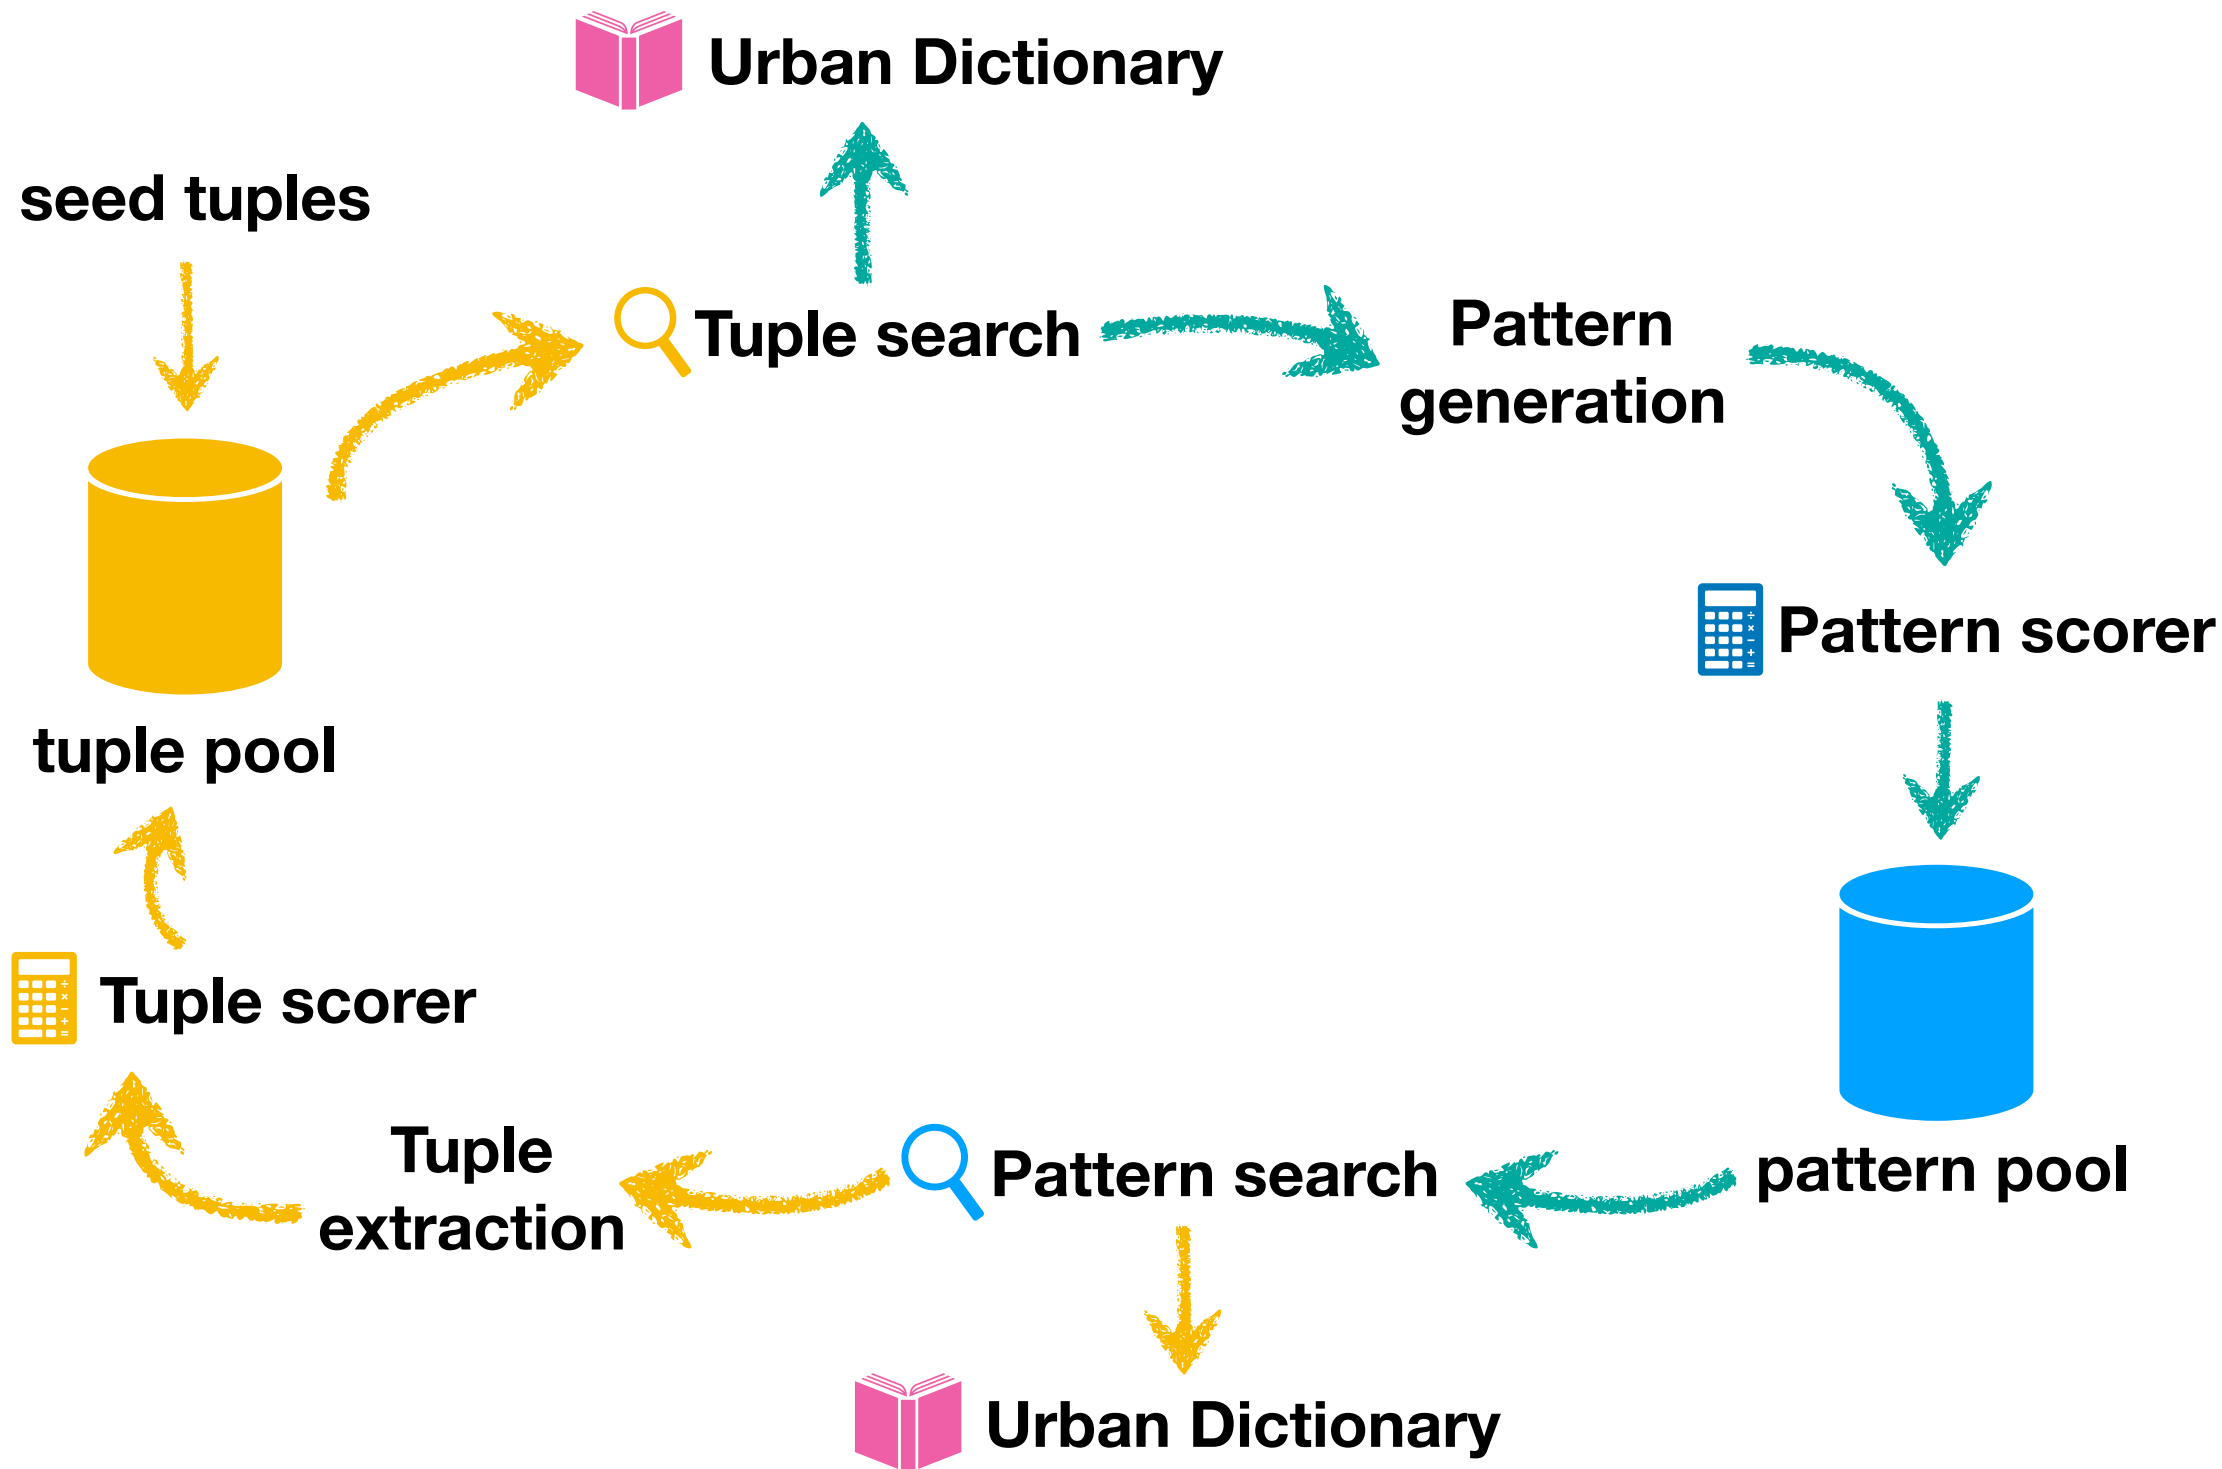 Urban Dictionary
seed tuples
Tuple search
Pattern
generation
Pattern scorer
tuple pool
Tuple scorer
Tuple
extraction
Pattern search
pattern pool
Urban Dictionary